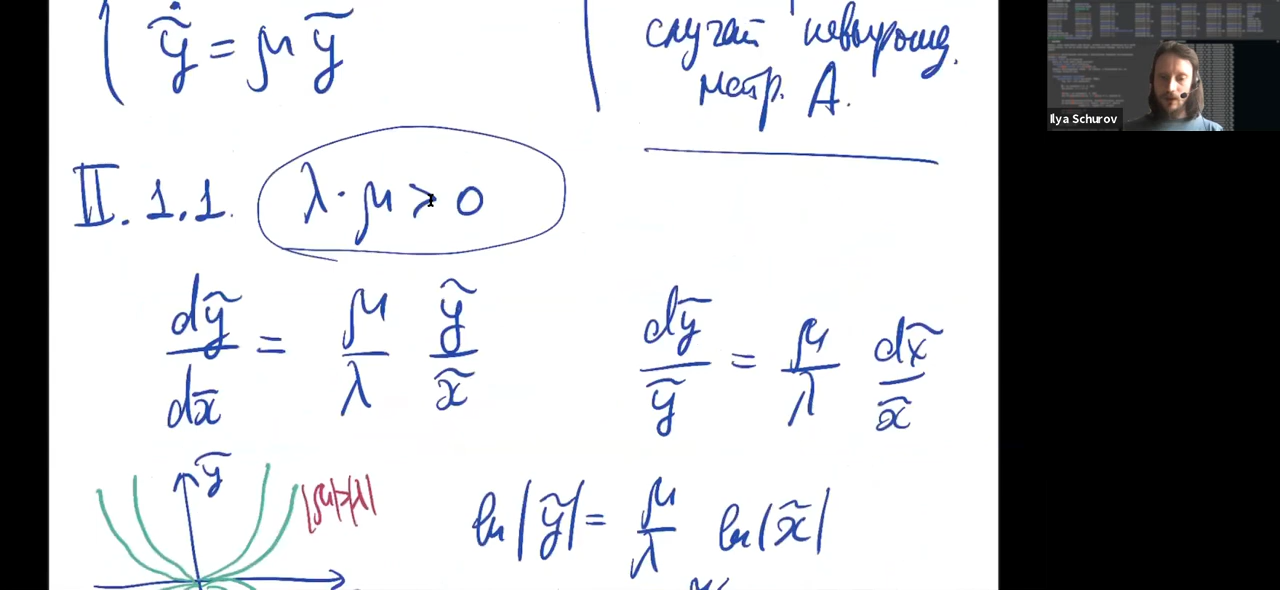 ỹ̇ = μ ỹ
случай невырожд.
матр. A.
II. 1.1. λ · μ > 0
dỹ/dx̃ = μ/λ ỹ/x̃
dỹ/ỹ = μ/λ dx̃/x̃
ỹ
|μ|>|λ|
ln|ỹ| = μ/λ ln|x̃|
Ilya Schurov